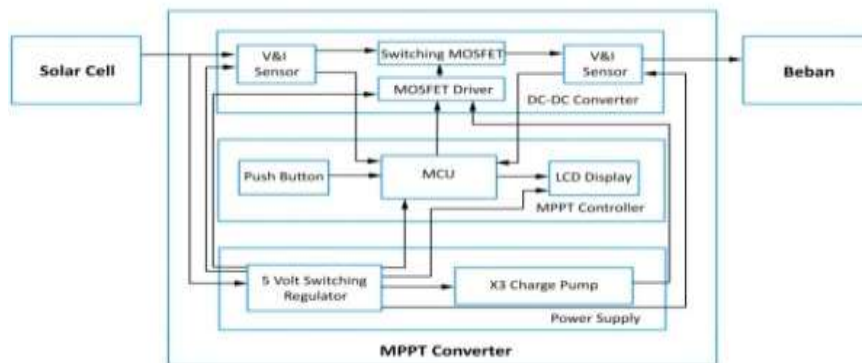 Solar Cell
V&I
Sensor
Switching MOSFET
V&I
Sensor
Beban
MOSFET Driver
DC-DC Converter
Push Button
MCU
LCD Display
MPPT Controller
5 Volt Switching
Regulator
X3 Charge Pump
Power Supply
MPPT Converter